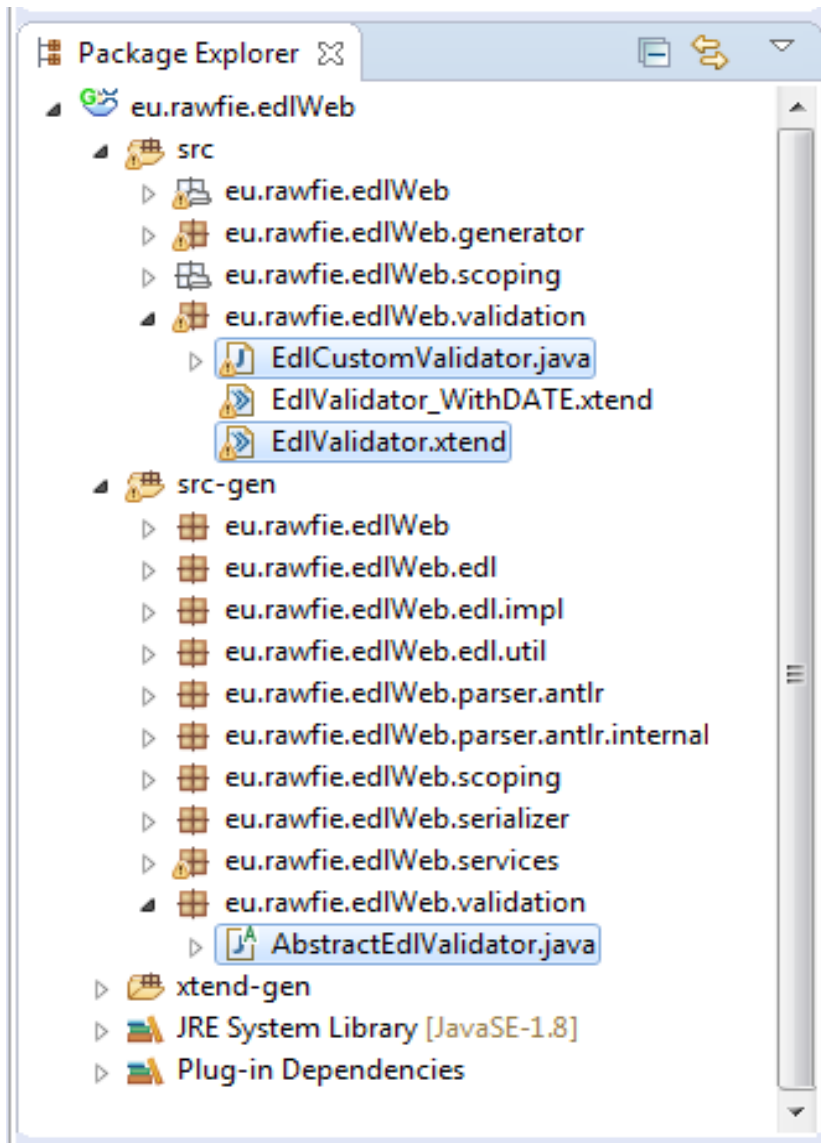 Package Explorer
eu.rawfie.edlWeb
src
eu.rawfie.edlWeb
eu.rawfie.edlWeb.generator
eu.rawfie.edlWeb.scoping
eu.rawfie.edlWeb.validation
EdlCustomValidator.java
EdlValidator_WithDATE.xtend
EdlValidator.xtend
src-gen
eu.rawfie.edlWeb
eu.rawfie.edlWeb.edl
eu.rawfie.edlWeb.edl.impl
eu.rawfie.edlWeb.edl.util
eu.rawfie.edlWeb.parser.antlr
eu.rawfie.edlWeb.parser.antlr.internal
eu.rawfie.edlWeb.scoping
eu.rawfie.edlWeb.serializer
eu.rawfie.edlWeb.services
eu.rawfie.edlWeb.validation
AbstractEdlValidator.java
xtend-gen
JRE System Library [JavaSE-1.8]
Plug-in Dependencies